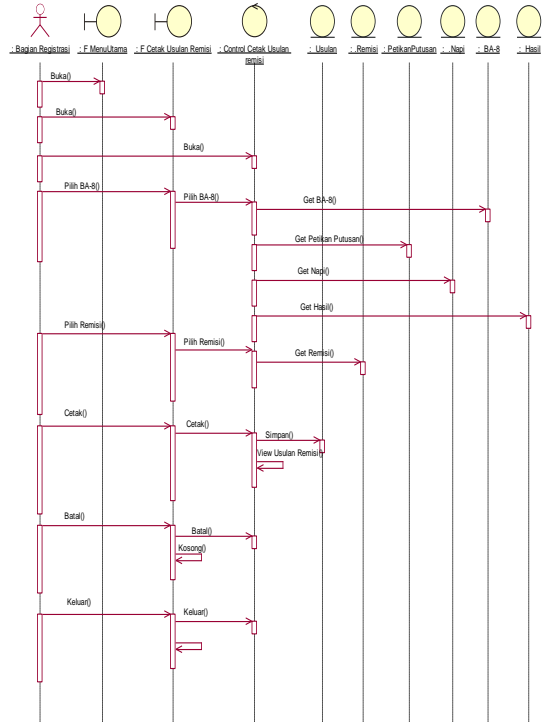 : Bagian Registrasi
: F MenuUtama
: F Cetak Usulan Remisi
: Control Cetak Usulan
remisi
: Usulan
: .Remisi
: PetikanPutusan
: .Napi
: BA-8
: Hasil
Buka()
Buka()
Buka()
Pilih BA-8()
Pilih BA-8()
Get BA-8()
Get Petikan Putusan()
Get Napi()
Get Hasil()
Pilih Remisi()
Pilih Remisi()
Get Remisi()
Cetak()
Cetak()
Simpan()
View Usulan Remisi()
Batal()
Batal()
Kosong()
Keluar()
Keluar()